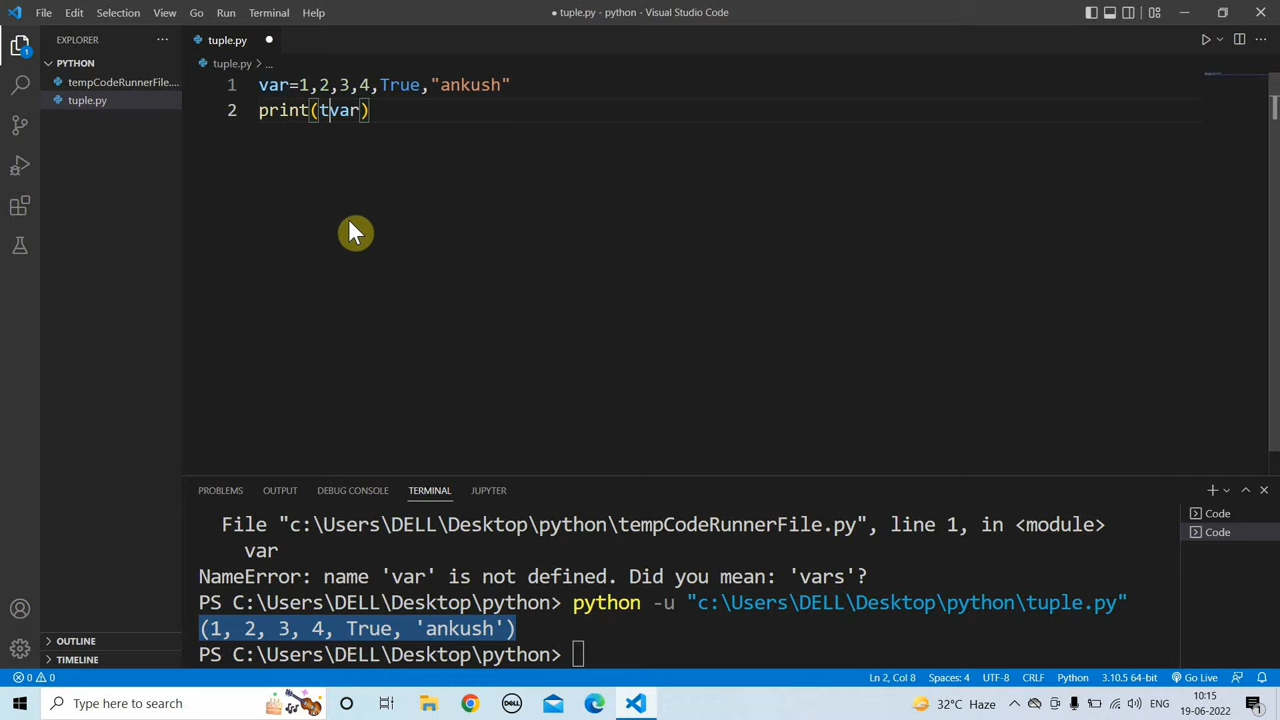 File Edit Selection View Go Run Terminal Help
● tuple.py - python - Visual Studio Code
EXPLORER
PYTHON
tempCodeRunnerFile....
tuple.py
OUTLINE
TIMELINE
1
tuple.py
tuple.py > ...
1 var=1,2,3,4,True,"ankush"
2 print(tvar)
PROBLEMS OUTPUT DEBUG CONSOLE TERMINAL JUPYTER
File "c:\Users\DELL\Desktop\python\tempCodeRunnerFile.py", line 1, in <module>
var
NameError: name 'var' is not defined. Did you mean: 'vars'?
PS C:\Users\DELL\Desktop\python> python -u "c:\Users\DELL\Desktop\python\tuple.py"
(1, 2, 3, 4, True, 'ankush')
PS C:\Users\DELL\Desktop\python>
Code
Code
0 0
Ln 2, Col 8 Spaces: 4 UTF-8 CRLF Python 3.10.5 64-bit Go Live
Type here to search
DELL
32°C Haze
ENG
10:15
19-06-2022
1